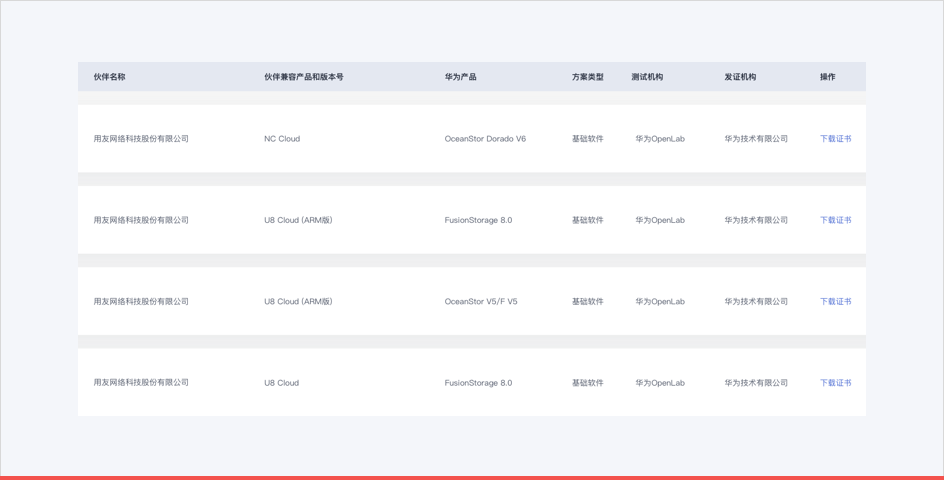 伙伴名称 伙伴兼容产品和版本号 华为产品 方案类型 测试机构 发证机构 操作
用友网络科技股份有限公司 NC Cloud OceanStor Dorado V6 基础软件 华为OpenLab 华为技术有限公司 下载证书
用友网络科技股份有限公司 U8 Cloud (ARM版) FusionStorage 8.0 基础软件 华为OpenLab 华为技术有限公司 下载证书
用友网络科技股份有限公司 U8 Cloud (ARM版) OceanStor V5/F V5 基础软件 华为OpenLab 华为技术有限公司 下载证书
用友网络科技股份有限公司 U8 Cloud FusionStorage 8.0 基础软件 华为OpenLab 华为技术有限公司 下载证书